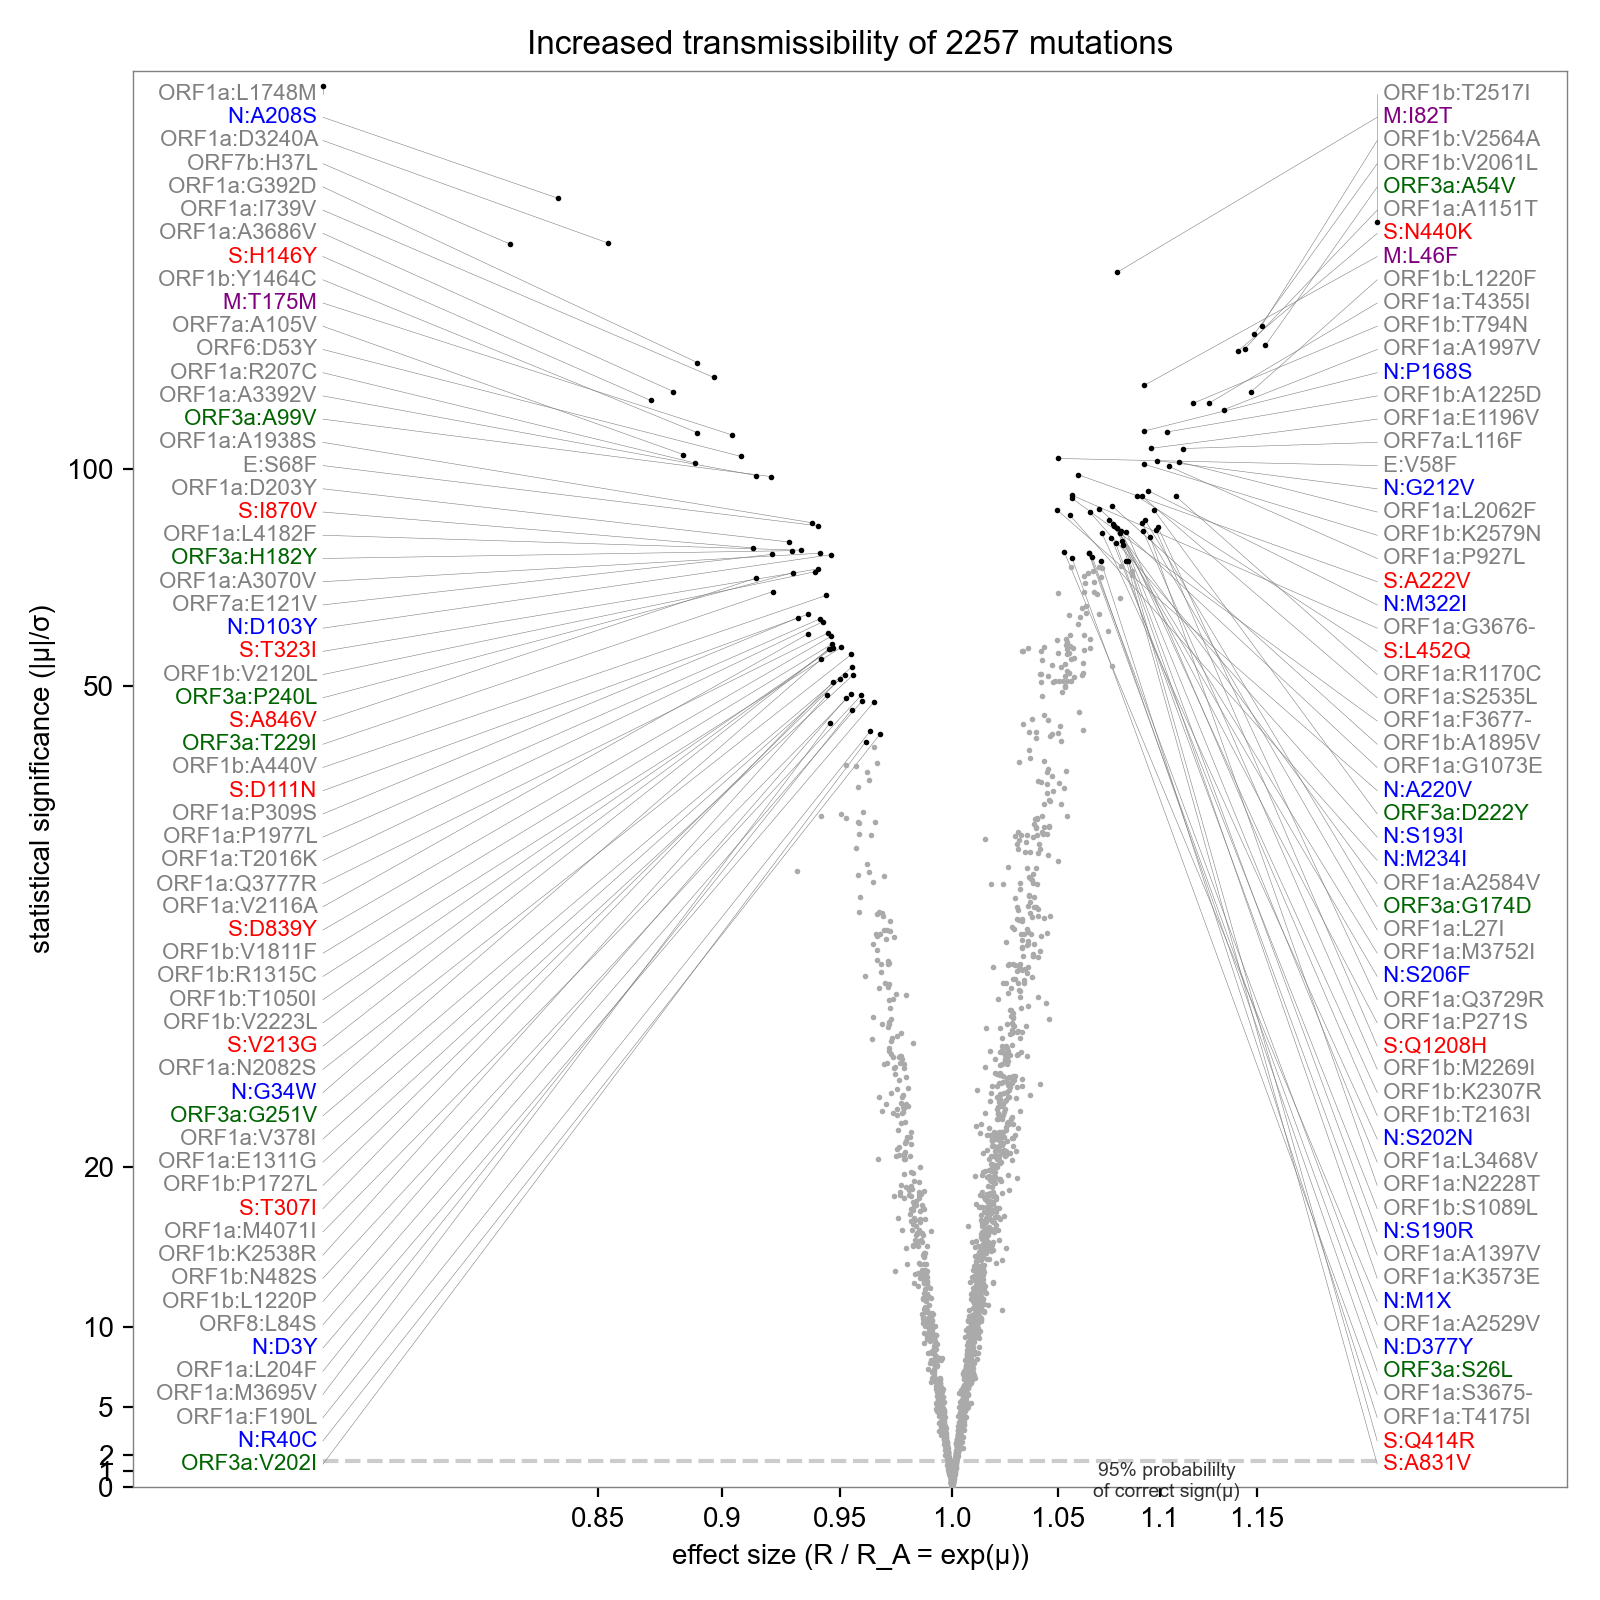 Increased transmissibility of 2257 mutations
ORF1a:L1748M
N:A208S
ORF1a:D3240A
ORF7b:H37L
ORF1a:G392D
ORF1a:I739V
ORF1a:A3686V
S:H146Y
ORF1b:Y1464C
M:T175M
ORF7a:A105V
ORF6:D53Y
ORF1a:R207C
ORF1a:A3392V
ORF3a:A99V
ORF1a:A1938S
E:S68F
ORF1a:D203Y
S:I870V
ORF1a:L4182F
ORF3a:H182Y
ORF1a:A3070V
ORF7a:E121V
N:D103Y
S:T323I
ORF1b:V2120L
ORF3a:P240L
S:A846V
ORF3a:T229I
ORF1b:A440V
S:D111N
ORF1a:P309S
ORF1a:P1977L
ORF1a:T2016K
ORF1a:Q3777R
ORF1a:V2116A
S:D839Y
ORF1b:V1811F
ORF1b:R1315C
ORF1b:T1050I
ORF1b:V2223L
S:V213G
ORF1a:N2082S
N:G34W
ORF3a:G251V
ORF1a:V378I
ORF1a:E1311G
ORF1b:P1727L
S:T307I
ORF1a:M4071I
ORF1b:K2538R
ORF1b:N482S
ORF1b:L1220P
ORF8:L84S
N:D3Y
ORF1a:L204F
ORF1a:M3695V
ORF1a:F190L
N:R40C
ORF3a:V202I
ORF1b:T2517I
M:I82T
ORF1b:V2564A
ORF1b:V2061L
ORF3a:A54V
ORF1a:A1151T
S:N440K
M:L46F
ORF1b:L1220F
ORF1a:T4355I
ORF1b:T794N
ORF1a:A1997V
N:P168S
ORF1b:A1225D
ORF1a:E1196V
ORF7a:L116F
E:V58F
N:G212V
ORF1a:L2062F
ORF1b:K2579N
ORF1a:P927L
S:A222V
N:M322I
ORF1a:G3676-
S:L452Q
ORF1a:R1170C
ORF1a:S2535L
ORF1a:F3677-
ORF1b:A1895V
ORF1a:G1073E
N:A220V
ORF3a:D222Y
N:S193I
N:M234I
ORF1a:A2584V
ORF3a:G174D
ORF1a:L27I
ORF1a:M3752I
N:S206F
ORF1a:Q3729R
ORF1a:P271S
S:Q1208H
ORF1b:M2269I
ORF1b:K2307R
ORF1b:T2163I
N:S202N
ORF1a:L3468V
ORF1a:N2228T
ORF1b:S1089L
N:S190R
ORF1a:A1397V
ORF1a:K3573E
N:M1X
ORF1a:A2529V
N:D377Y
ORF3a:S26L
ORF1a:S3675-
ORF1a:T4175I
S:Q414R
S:A831V
100
50
20
10
5
2
1
0
statistical significance (|μ|/σ)
95% probabililty
of correct sign(μ)
0.85
0.9
0.95
1.0
1.05
1.1
1.15
effect size (R / R_A = exp(μ))